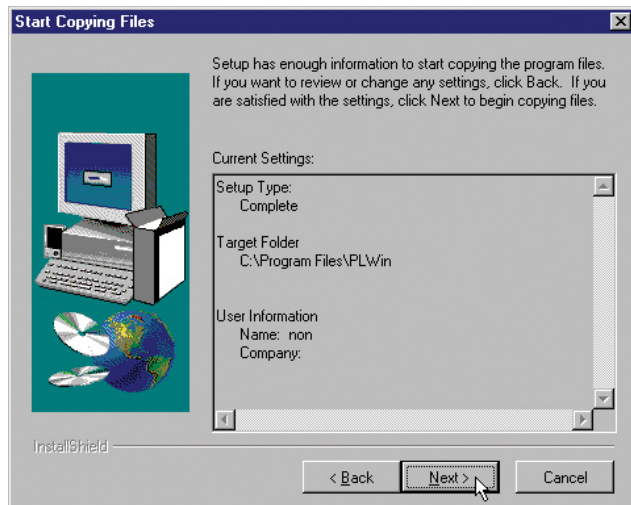 Start Copying Files
Setup has enough information to start copying the program files.
If you want to review or change any settings, click Back. If you
are satisfied with the settings, click Next to begin copying files.
Current Settings:
Setup Type:
Complete
Target Folder
C:\Program Files\PLWin
User Information
Name: non
Company:
InstallShield
< Back
Next >
Cancel